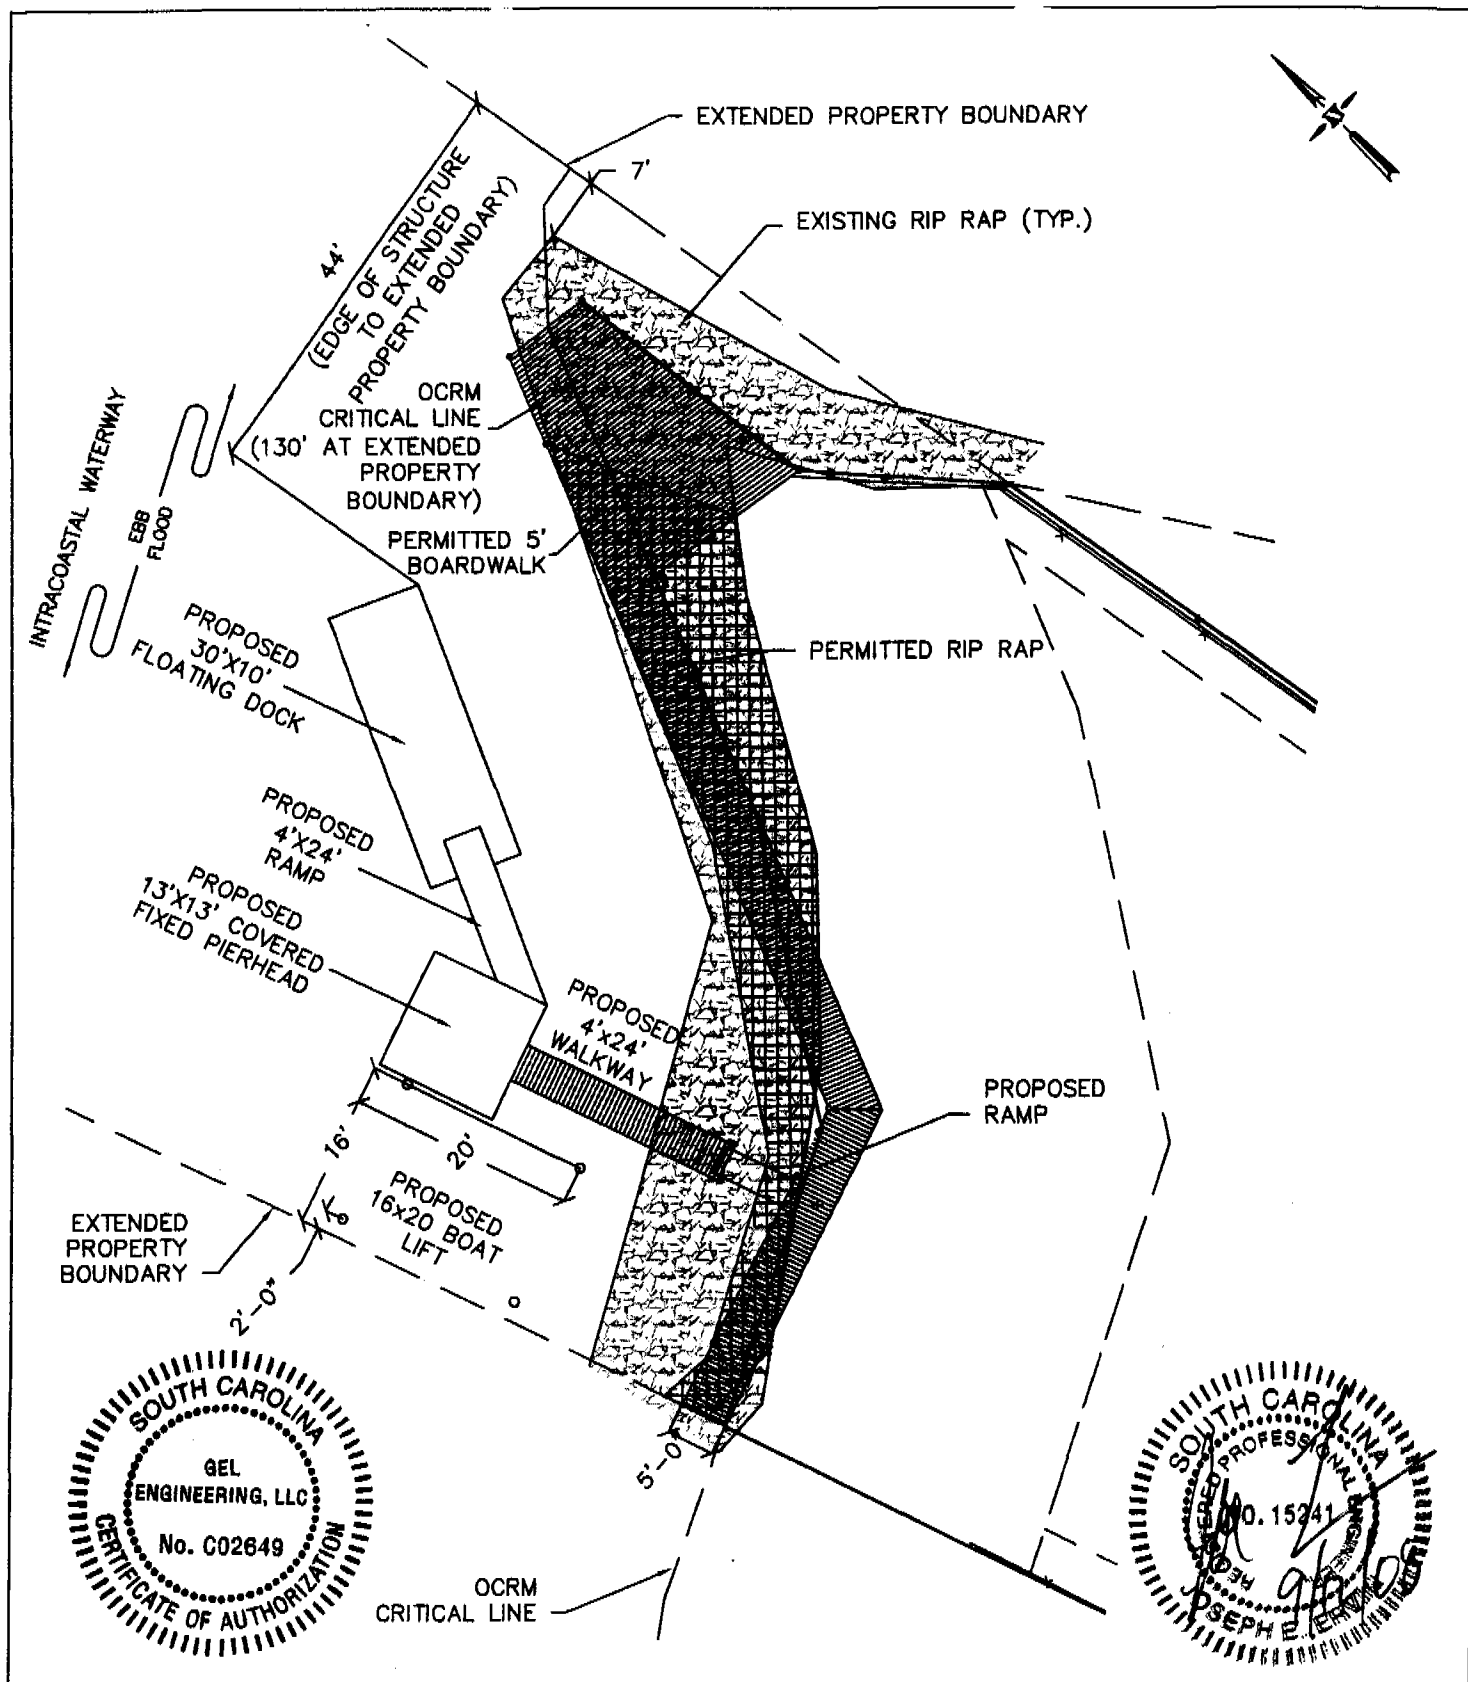 EXTENDED PROPERTY BOUNDARY
7'
EXISTING RIP RAP (TYP.)
44'
(EDGE OF STRUCTURE
TO EXTENDED
PROPERTY BOUNDARY)
OCRM
CRITICAL LINE
(130' AT EXTENDED
PROPERTY
BOUNDARY)
INTRACOASTAL WATERWAY
EBB
FLOOD
PERMITTED 5'
BOARDWALK
PROPOSED
30'X10'
FLOATING DOCK
PERMITTED RIP RAP
PROPOSED
4'X24'
RAMP
PROPOSED
13'X13' COVERED
FIXED PIERHEAD
PROPOSED
4'x24'
WALKWAY
PROPOSED
RAMP
16'
20'
PROPOSED
16x20 BOAT
LIFT
EXTENDED
PROPERTY
BOUNDARY
2'-0"
5'-0"
OCRM
CRITICAL LINE
SOUTH CAROLINA
GEL
ENGINEERING, LLC
No. C02649
CERTIFICATE OF AUTHORIZATION
SOUTH CAROLINA
PROFESSIONAL
15241
JOSEPH E. ERVIN